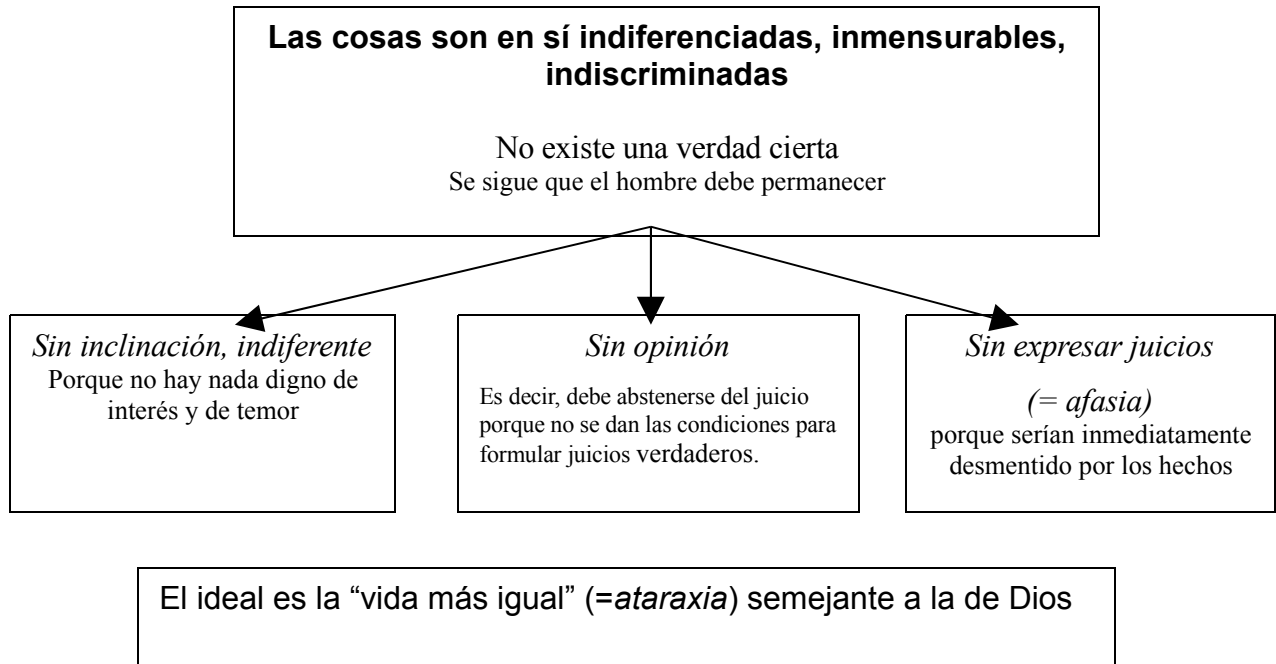 Las cosas son en sí indiferenciadas, inmensurables,
indiscriminadas
No existe una verdad cierta
Se sigue que el hombre debe permanecer
Sin inclinación, indiferente
Porque no hay nada digno de
interés y de temor
Sin opinión
Es decir, debe abstenerse del juicio
porque no se dan las condiciones para
formular juicios verdaderos.
Sin expresar juicios
(= afasia)
porque serían inmediatamente
desmentido por los hechos
El ideal es la “vida más igual” (=ataraxia) semejante a la de Dios